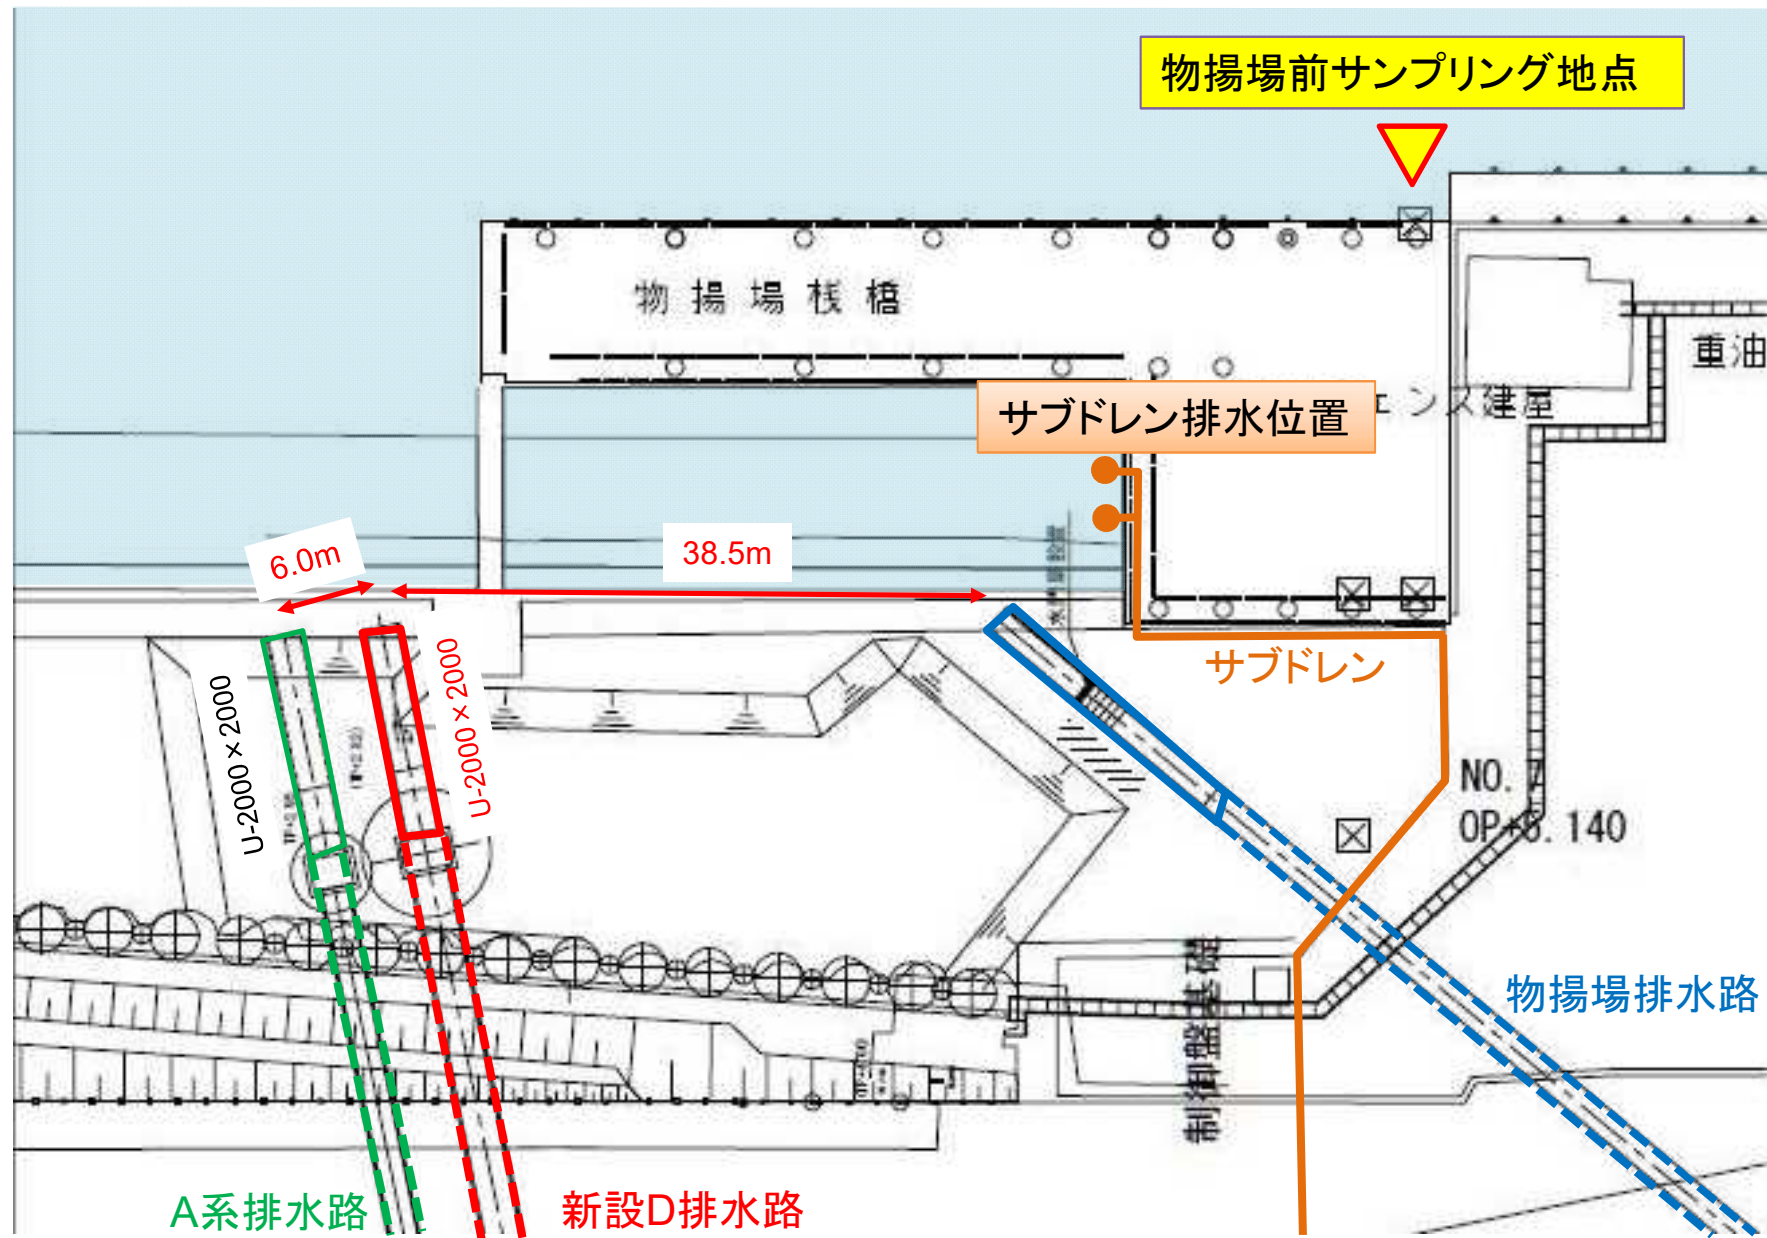 物揚場前サンプリング地点
物揚場桟橋
重油
ェンス建屋
サブドレン排水位置
6.0m
38.5m
サブドレン
U-2000×2000
U-2000×2000
NO. 7
OP+6.140
物揚場排水路
制御盤基礎
A系排水路
新設D排水路